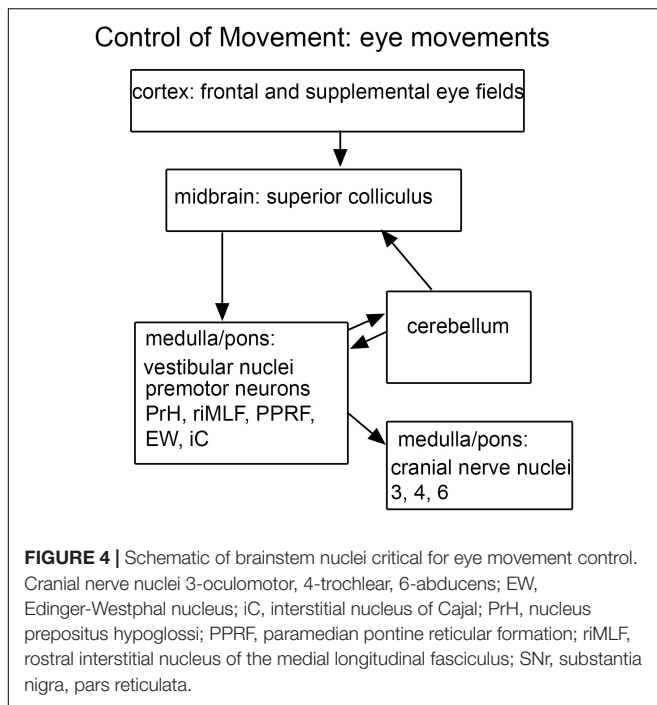 Control of Movement: eye movements
cortex: frontal and supplemental eye fields
midbrain: superior colliculus
medulla/pons:
vestibular nuclei
premotor neurons
PrH, riMLF, PPRF,
EW, iC
cerebellum
medulla/pons:
cranial nerve nuclei
3, 4, 6
FIGURE 4 | Schematic of brainstem nuclei critical for eye movement control.
Cranial nerve nuclei 3-oculomotor, 4-trochlear, 6-abducens; EW,
Edinger-Westphal nucleus; iC, interstitial nucleus of Cajal; PrH, nucleus
prepositus hypoglossi; PPRF, paramedian pontine reticular formation; riMLF,
rostral interstitial nucleus of the medial longitudinal fasciculus; SNr, substantia
nigra, pars reticulata.